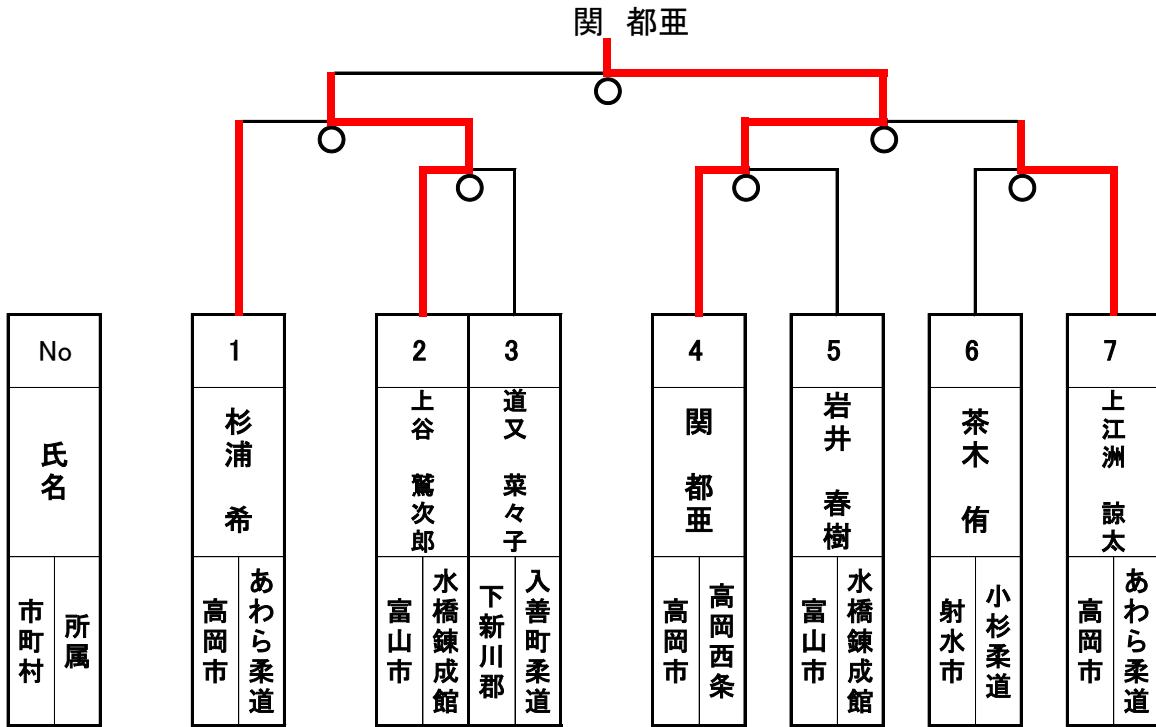 関 都亜
No 1 2 3 4 5 6 7
氏名
杉浦 希
上谷 鷲次郎
道又 菜々子
関 都亜
岩井 春樹
茶木 侑
上江洲 諒太
市町村
所属
高岡市
あわら柔道
富山市
水橋錬成館
下新川郡
入善町柔道
高岡市
高岡西条
富山市
水橋錬成館
射水市
小杉柔道
高岡市
あわら柔道